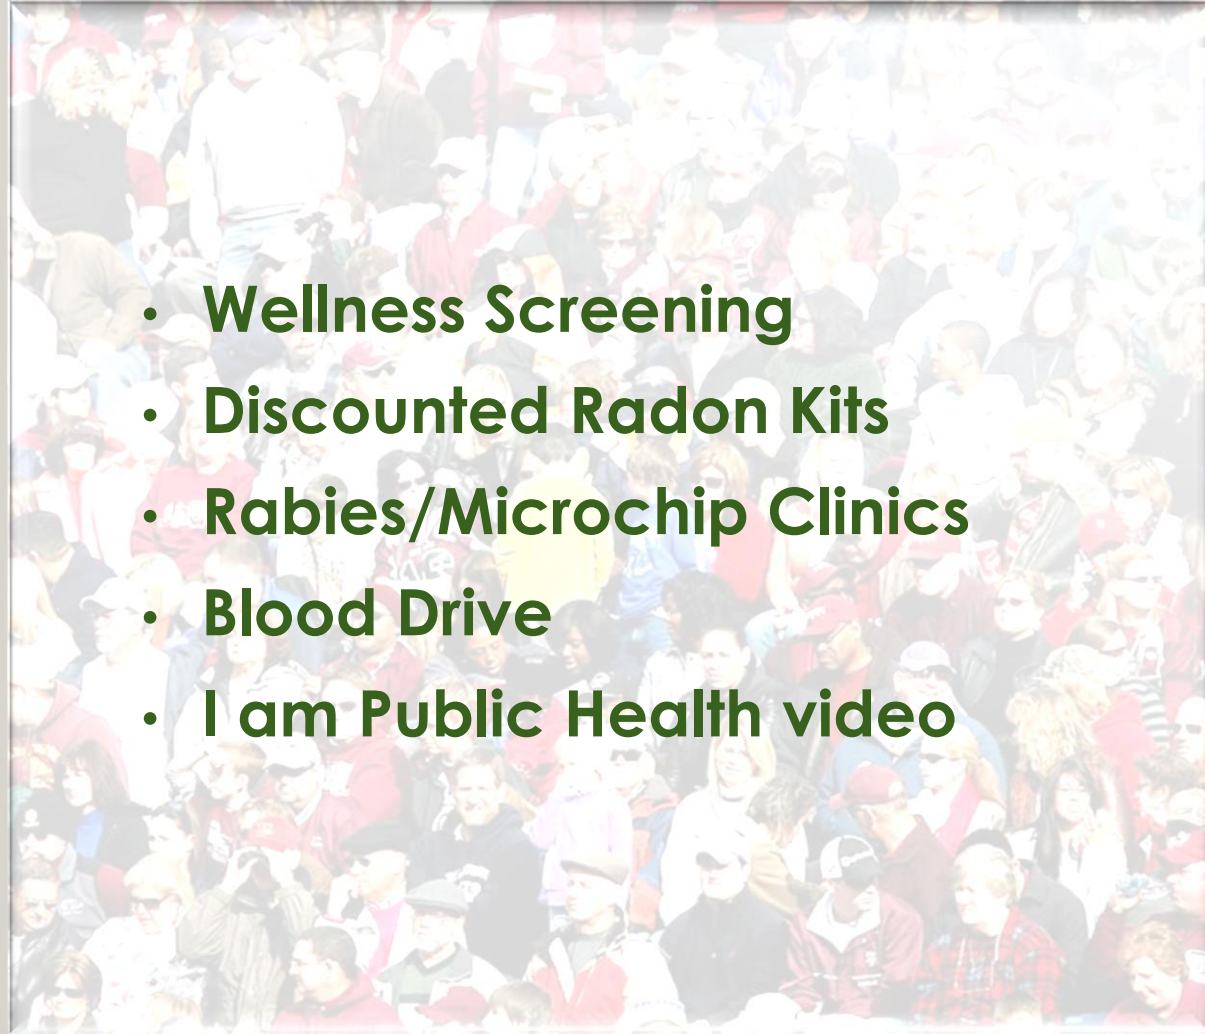 • Wellness Screening
• Discounted Radon Kits
• Rabies/Microchip Clinics
• Blood Drive
• I am Public Health video